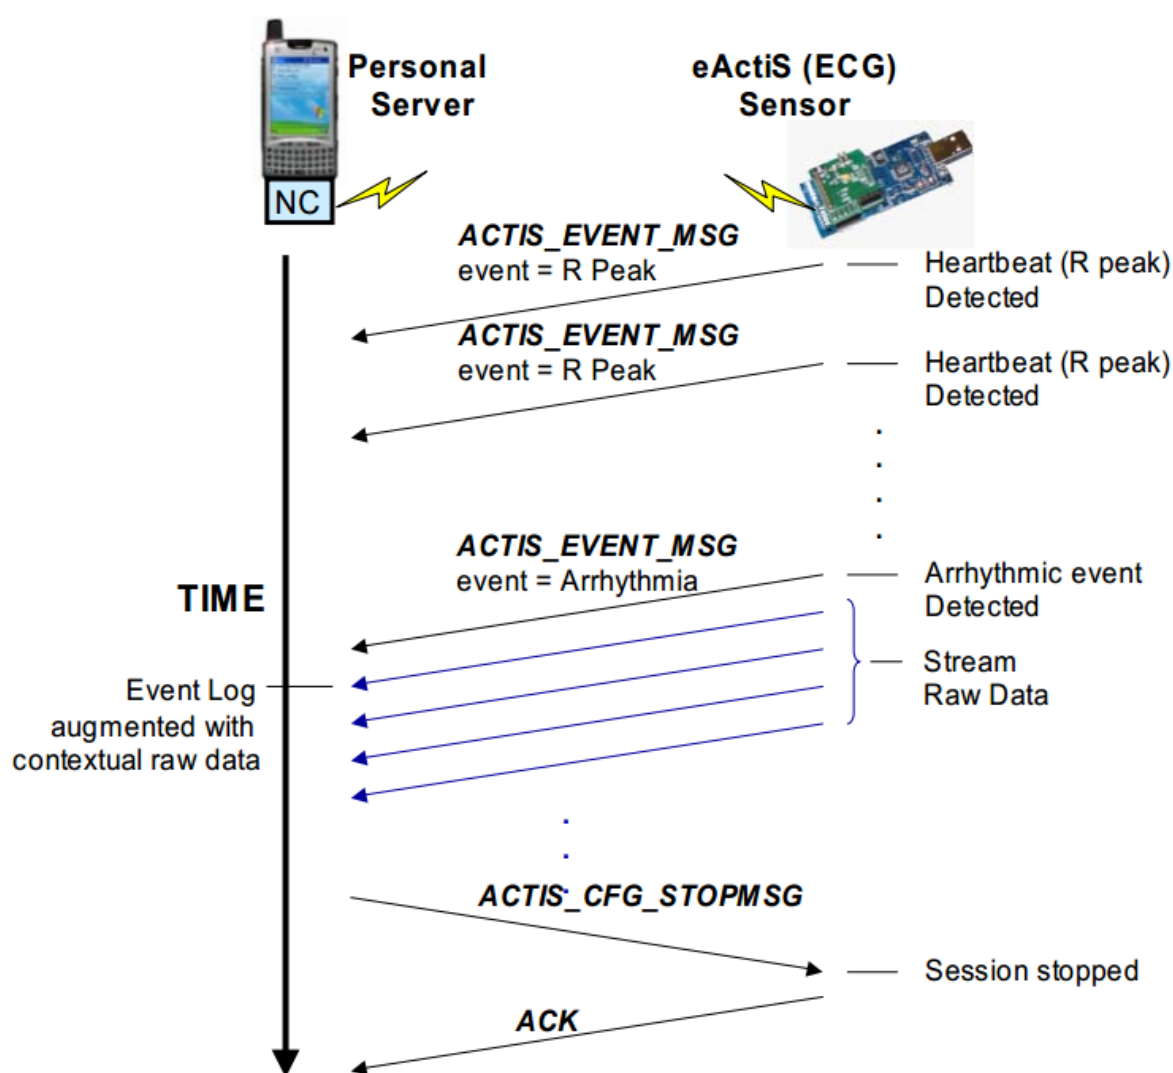 Personal
Server
eActiS (ECG)
Sensor
NC
ACTIS_EVENT_MSG
event = R Peak
Heartbeat (R peak)
Detected
ACTIS_EVENT_MSG
event = R Peak
Heartbeat (R peak)
Detected
ACTIS_EVENT_MSG
event = Arrhythmia
Arrhythmic event
Detected
TIME
Stream
Raw Data
Event Log
augmented with
contextual raw data
ACTIS_CFG_STOPMSG
Session stopped
ACK